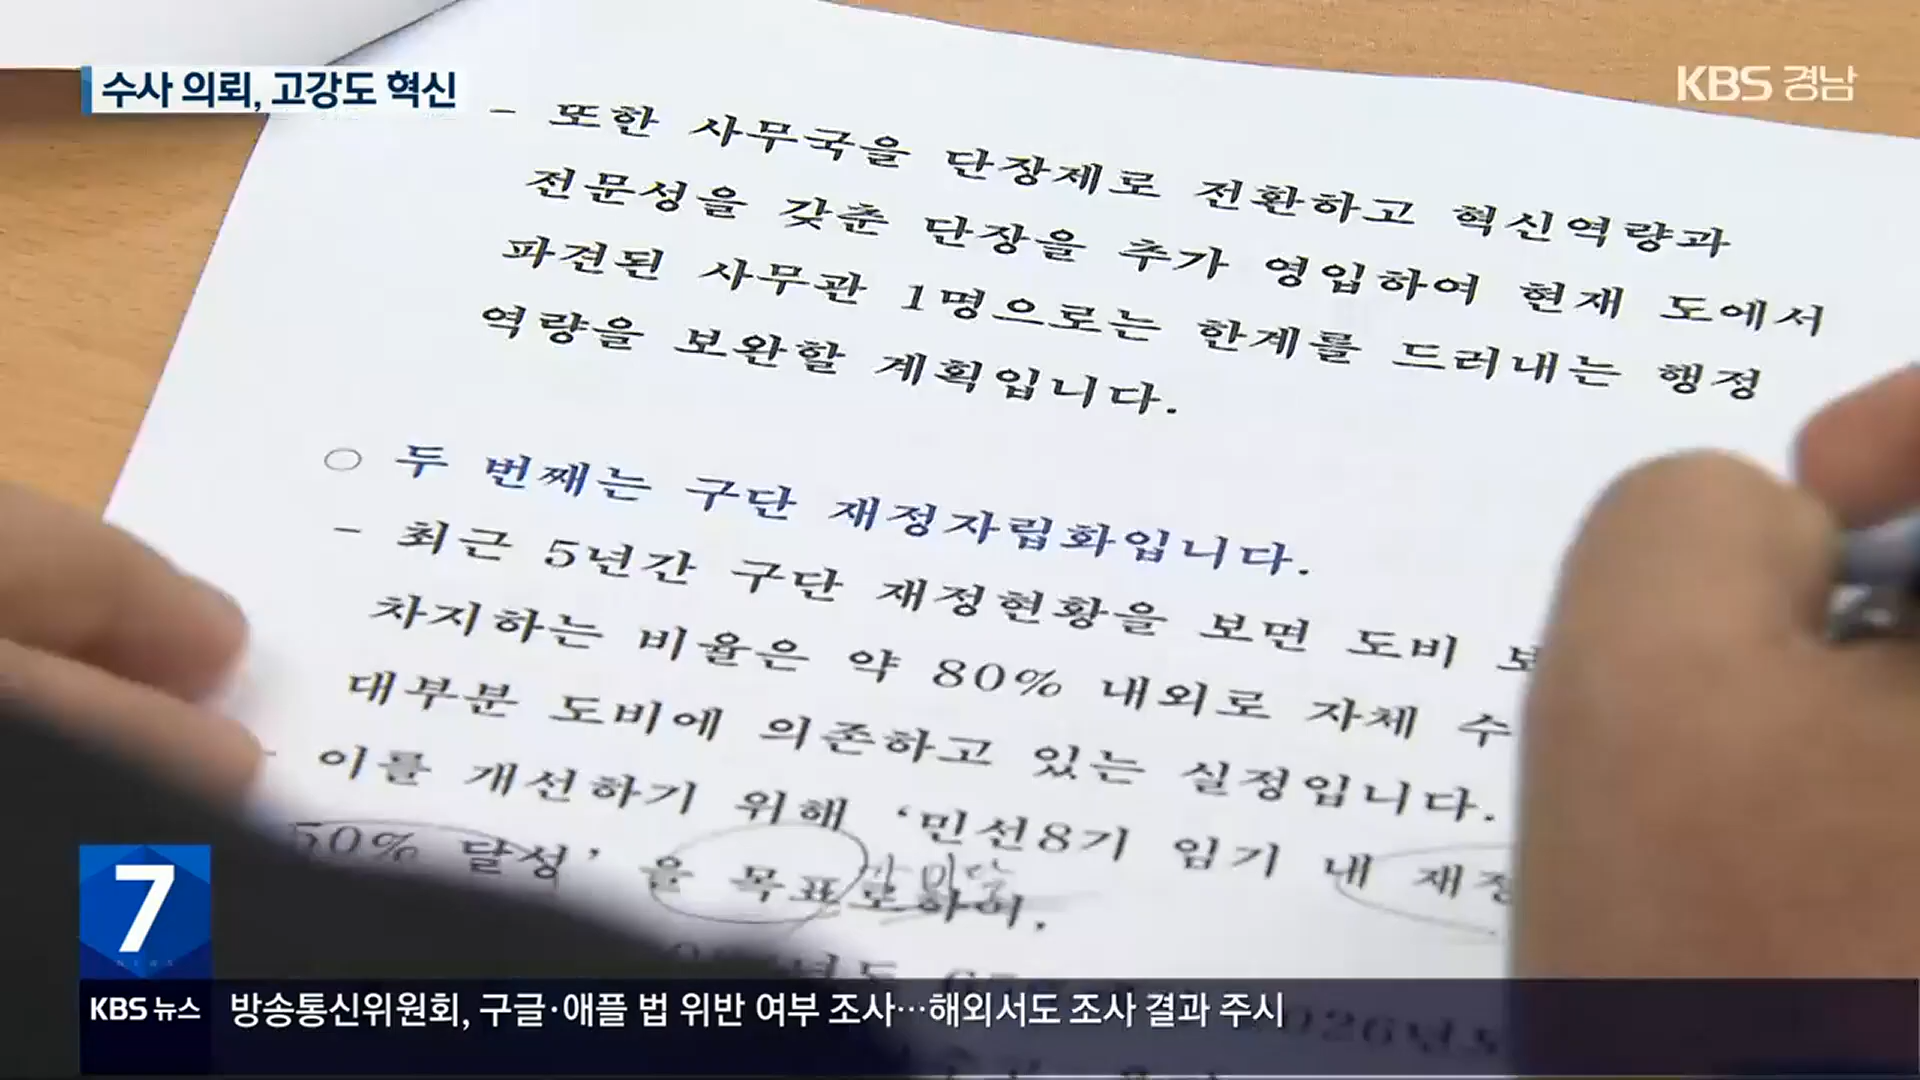 수사 의뢰, 고강도 혁신
KBS 경남
- 또한 사무국을 단장제로 전환하고 혁신역량과
전문성을 갖춘 단장을 추가 영입하여 현재 도에서
파견된 사무관 1명으로는 한계를 드러내는 행정
역량을 보완할 계획입니다.
○ 두 번째는 구단 재정자립화입니다.
- 최근 5년간 구단 재정현황을 보면 도비
차지하는 비율은 약 80% 내외로 자체 수
대부분 도비에 의존하고 있는 실정입니다.
- 이를 개선하기 위해 ‘민선8기 임기 내 재정
50% 달성’ 을 목표로하여,
7
NEWS
KBS 뉴스
방송통신위원회, 구글·애플 법 위반 여부 조사…해외서도 조사 결과 주시